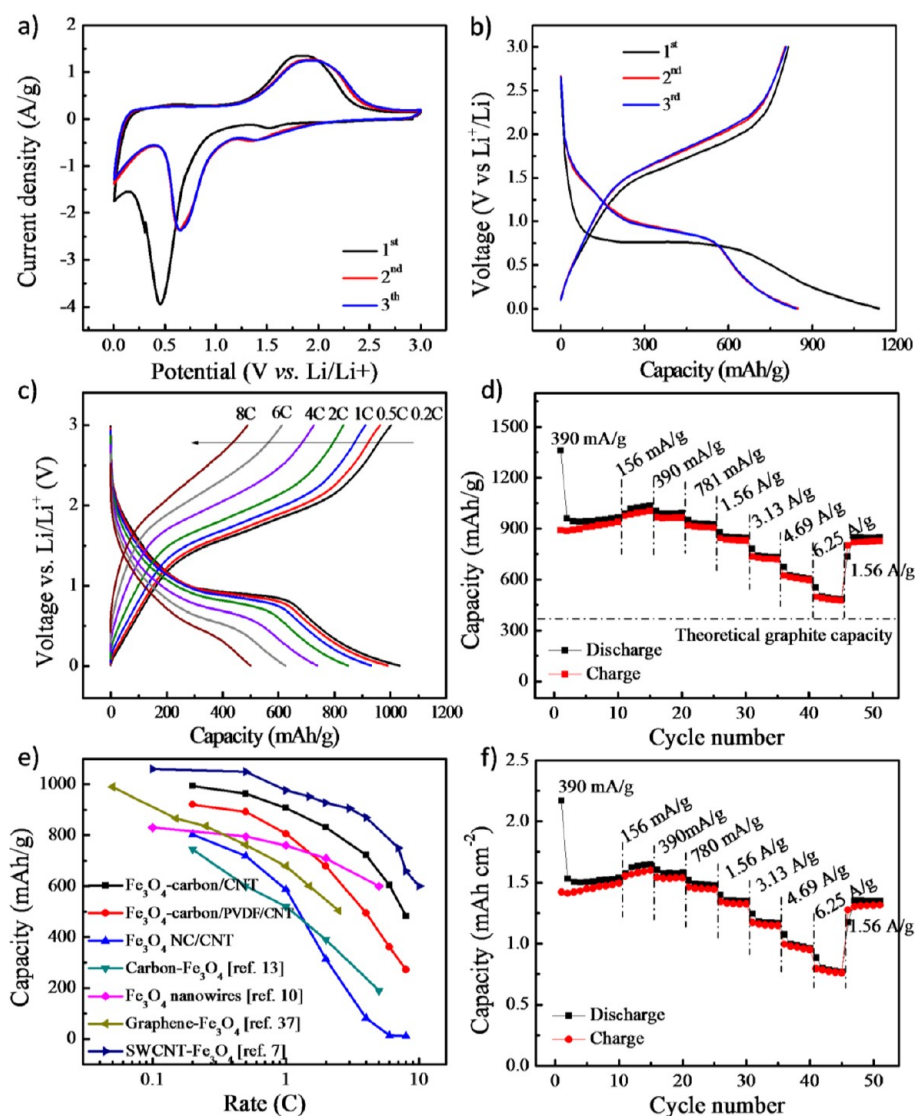 a)
Current density (A/g)
2
1
0
-1
-2
-3
-4
1st
2nd
3th
0.0 0.5 1.0 1.5 2.0 2.5 3.0
Potential (V vs. Li/Li+)
b)
Voltage (V vs Li+/Li)
3.0
2.5
2.0
1.5
1.0
0.5
0.0
1st
2nd
3rd
0 300 600 900 1200
Capacity (mAh/g)
c)
Voltage vs. Li/Li+ (V)
3
2
1
0
8C 6C 4C 2C 1C 0.5C 0.2C
0 200 400 600 800 1000 1200
Capacity (mAh/g)
d)
Capacity (mAh/g)
1500
1200
900
600
300
0
390 mA/g
156 mA/g
390 mA/g
781 mA/g
1.56 A/g
3.13 A/g
4.69 A/g
6.25 A/g
1.56 A/g
Theoretical graphite capacity
Discharge
Charge
0 10 20 30 40 50
Cycle number
e)
Capacity (mAh/g)
1000
800
600
400
200
0
Fe3O4-carbon/CNT
Fe3O4-carbon/PVDF/CNT
Fe3O4 NC/CNT
Carbon-Fe3O4 [ref. 13]
Fe3O4 nanowires [ref. 10]
Graphene-Fe3O4 [ref. 37]
SWCNT-Fe3O4 [ref. 7]
0.1 1 10
Rate (C)
f)
Capacity (mAh cm-2)
2.5
2.0
1.5
1.0
0.5
0.0
390 mA/g
156 mA/g
390mA/g
780 mA/g
1.56 A/g
3.13 A/g
4.69 A/g
6.25 A/g
1.56 A/g
Discharge
Charge
0 10 20 30 40 50
Cycle number